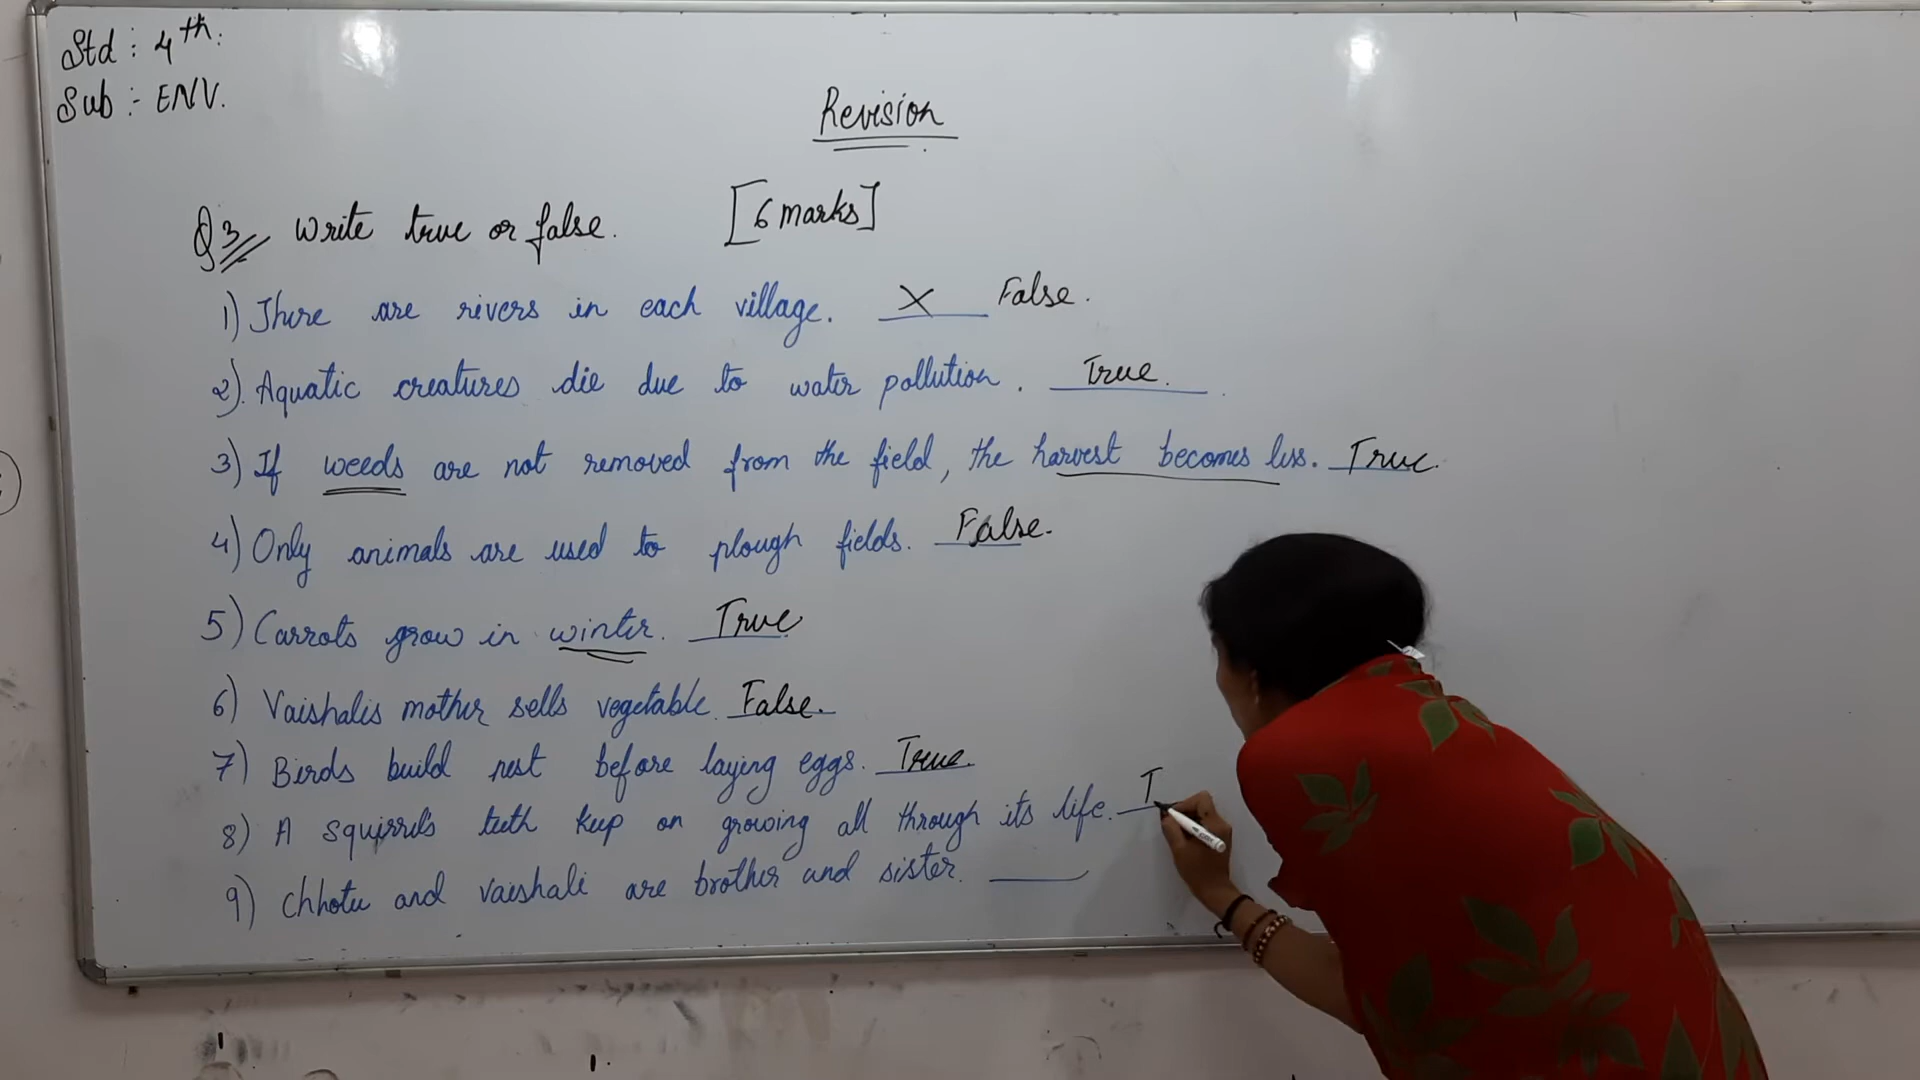 Std : 4th.
Sub :- ENV.
Revision
Q3 Write true or false. [6 marks]
1) There are rivers in each village. X False.
2). Aquatic creatures die due to water pollution. True.
3) If weeds are not removed from the field, the harvest becomes less. True.
4) Only animals are used to plough fields. False.
5) Carrots grow in winter. True
6) Vaishalis mother sells vegetable. False.
7) Birds build nest before laying eggs. True.
8) A squirrel's teeth keep on growing all through its life. T
9) Chhotu and vaishali are brother and sister.